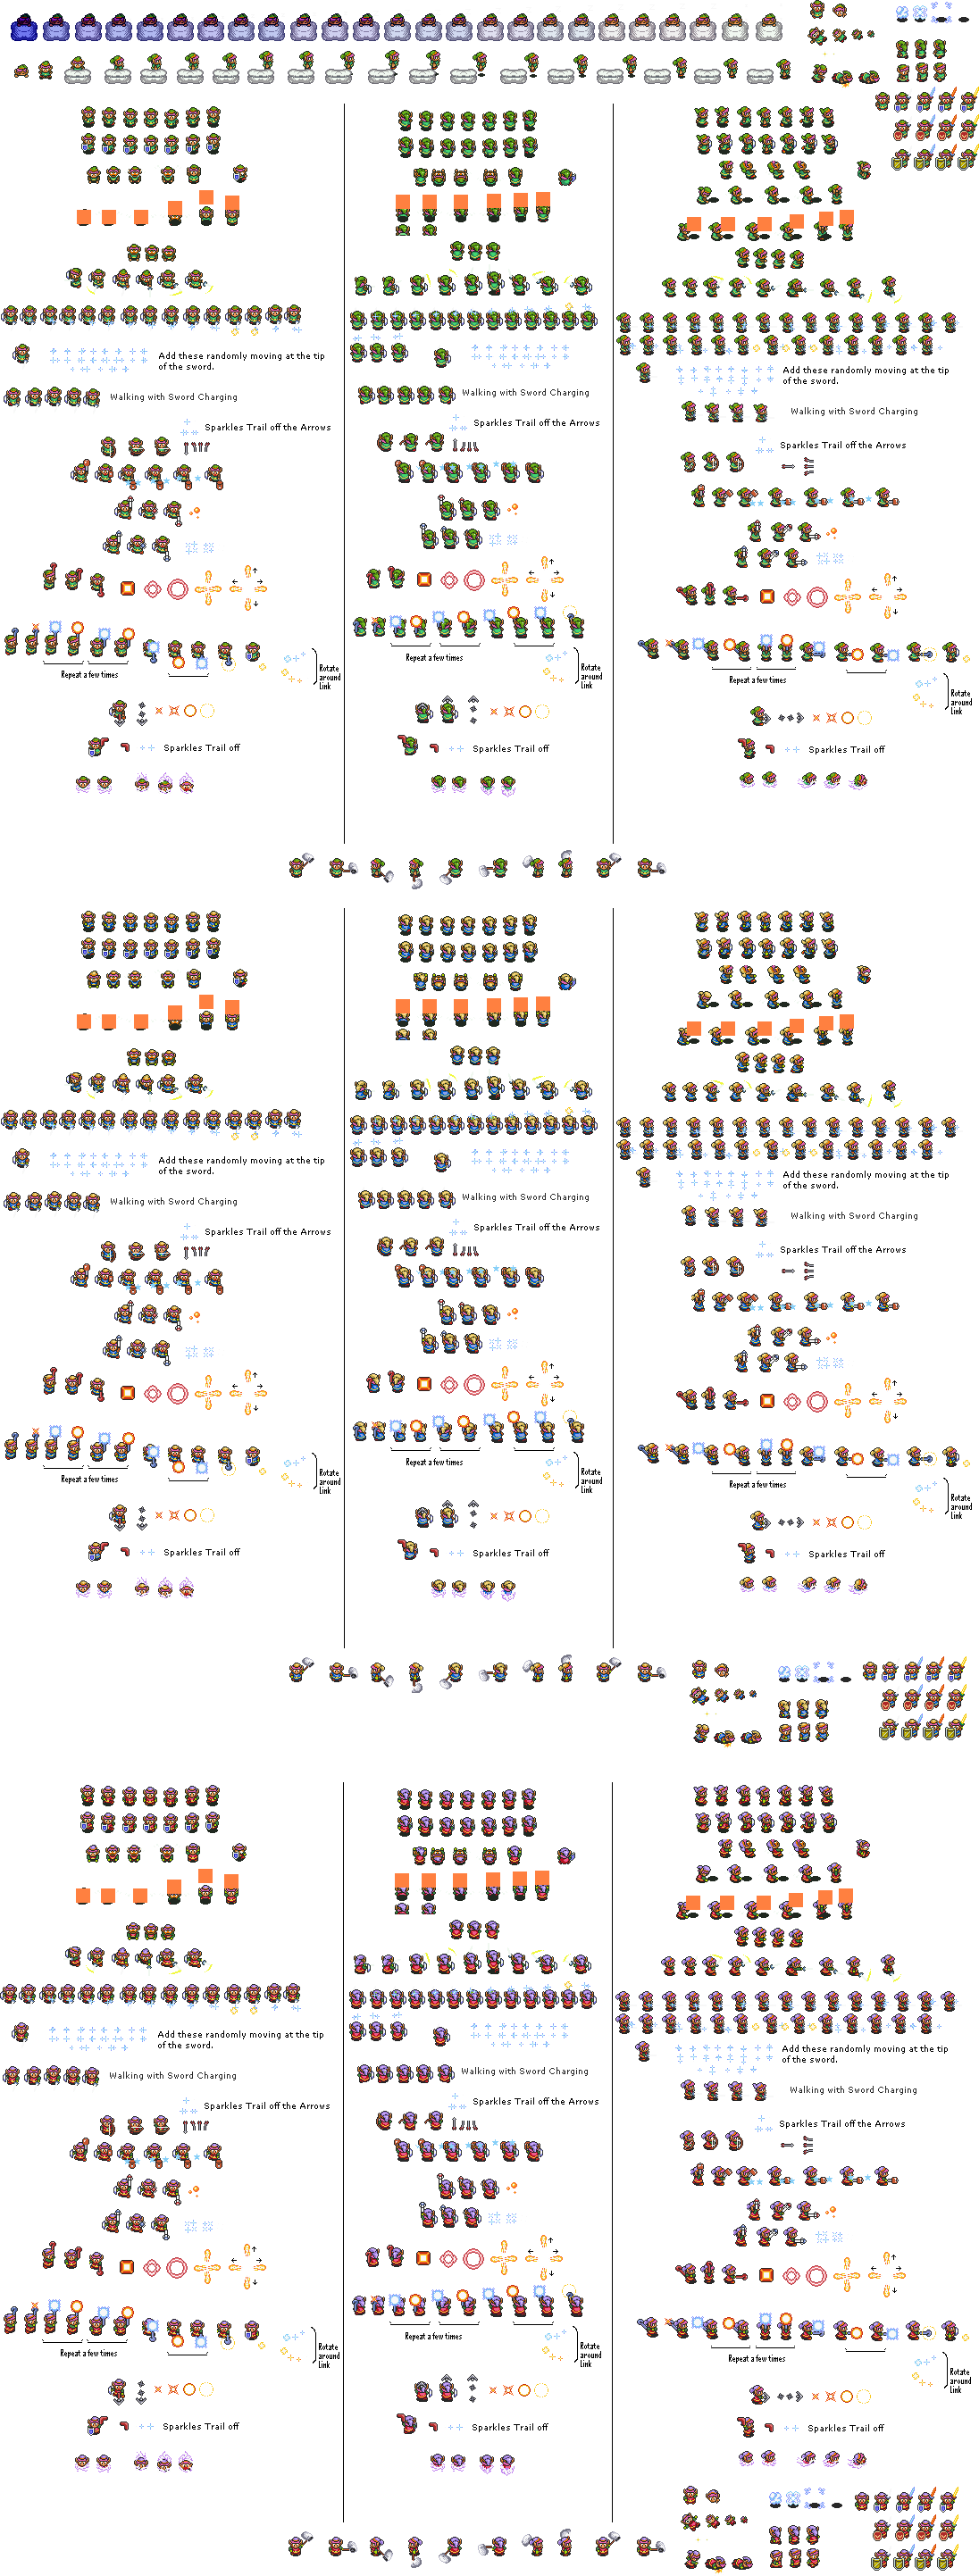 Add these randomly moving at the tip
of the sword.
Walking with Sword Charging
Sparkles Trail off the Arrows
Repeat a few times
Rotate
around
Link
Sparkles Trail off
Walking with Sword Charging
Sparkles Trail off the Arrows
Repeat a few times
Rotate
around
Link
Sparkles Trail off
Add these randomly moving at the tip
of the sword.
Walking with Sword Charging
Sparkles Trail off the Arrows
Repeat a few times
Rotate
around
Link
Sparkles Trail off
Add these randomly moving at the tip
of the sword.
Walking with Sword Charging
Sparkles Trail off the Arrows
Repeat a few times
Rotate
around
Link
Sparkles Trail off
Walking with Sword Charging
Sparkles Trail off the Arrows
Repeat a few times
Rotate
around
Link
Sparkles Trail off
Add these randomly moving at the tip
of the sword.
Walking with Sword Charging
Sparkles Trail off the Arrows
Repeat a few times
Rotate
around
Link
Sparkles Trail off
Add these randomly moving at the tip
of the sword.
Walking with Sword Charging
Sparkles Trail off the Arrows
Repeat a few times
Rotate
around
Link
Sparkles Trail off
Walking with Sword Charging
Sparkles Trail off the Arrows
Repeat a few times
Rotate
around
Link
Sparkles Trail off
Add these randomly moving at the tip
of the sword.
Walking with Sword Charging
Sparkles Trail off the Arrows
Repeat a few times
Rotate
around
Link
Sparkles Trail off